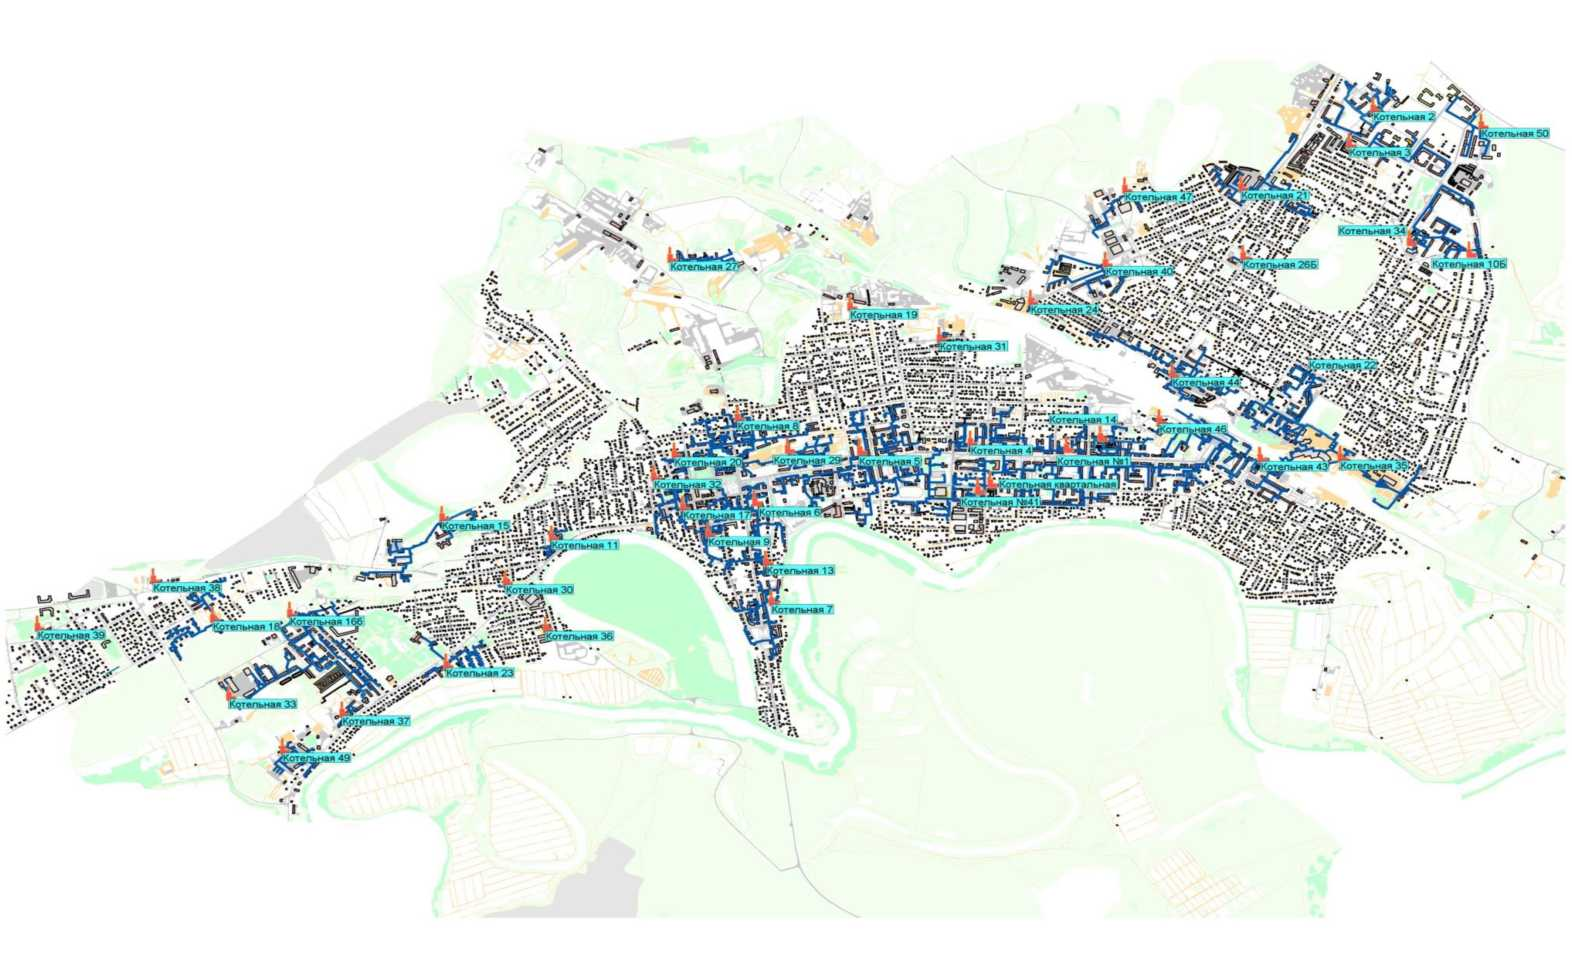 Котельная 2
Котельная 50
Котельная 3
Котельная 47
Котельная 21
Котельная 34
Котельная 27
Котельная 40
Котельная 26Б
Котельная 10Б
Котельная 24
Котельная 19
Котельная 31
Котельная 22
Котельная 44
Котельная 14
Котельная 8
Котельная 46
Котельная 4
Котельная 20
Котельная 29
Котельная 5
Котельная №1
Котельная 43
Котельная 35
Котельная 32
Котельная квартальная
Котельная №41
Котельная 17
Котельная 6
Котельная 15
Котельная 9
Котельная 11
Котельная 13
Котельная 38
Котельная 30
Котельная 7
Котельная 166
Котельная 18
Котельная 39
Котельная 36
Котельная 23
Котельная 33
Котельная 37
Котельная 49